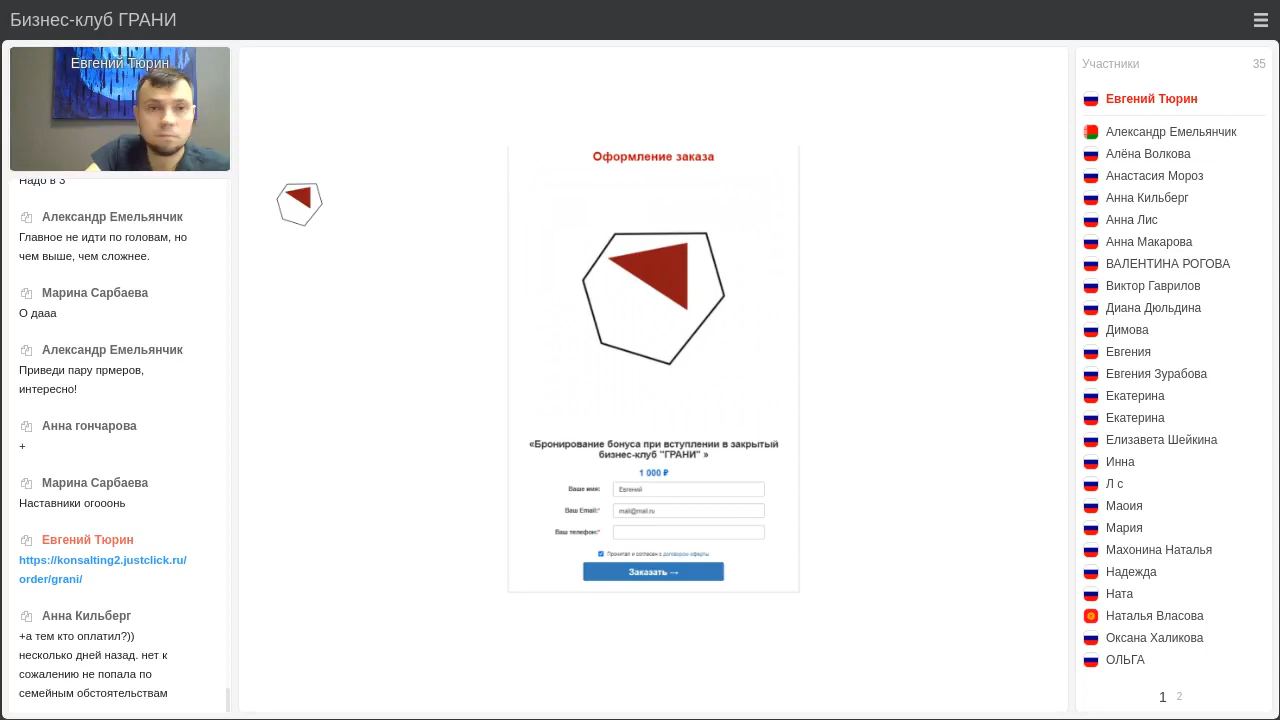 Бизнес-клуб ГРАНИ
Евгений Тюрин
Надо в 3
Александр Емельянчик
Главное не идти по головам, но
чем выше, чем сложнее.
Марина Сарбаева
О дааа
Александр Емельянчик
Приведи пару прмеров,
интересно!
Анна гончарова
+
Марина Сарбаева
Наставники огооонь
Евгений Тюрин
https://konsalting2.justclick.ru/
order/grani/
Анна Кильберг
+а тем кто оплатил?))
несколько дней назад. нет к
сожалению не попала по
семейным обстоятельствам
Оформление заказа
«Бронирование бонуса при вступлении в закрытый
бизнес-клуб "ГРАНИ" »
1 000 ₽
Ваше имя: Евгений
Ваш Email:* mail@mail.ru
Ваш телефон:*
Прочитал и согласен с договором-оферты
Заказать →
Участники 35
Евгений Тюрин
Александр Емельянчик
Алёна Волкова
Анастасия Мороз
Анна Кильберг
Анна Лис
Анна Макарова
ВАЛЕНТИНА РОГОВА
Виктор Гаврилов
Диана Дюльдина
Димова
Евгения
Евгения Зурабова
Екатерина
Екатерина
Елизавета Шейкина
Инна
Л с
Маоия
Мария
Миронина Наталья
Надежда
Ната
Наталья Власова
Оксана Халикова
ОЛЬГА
1 2